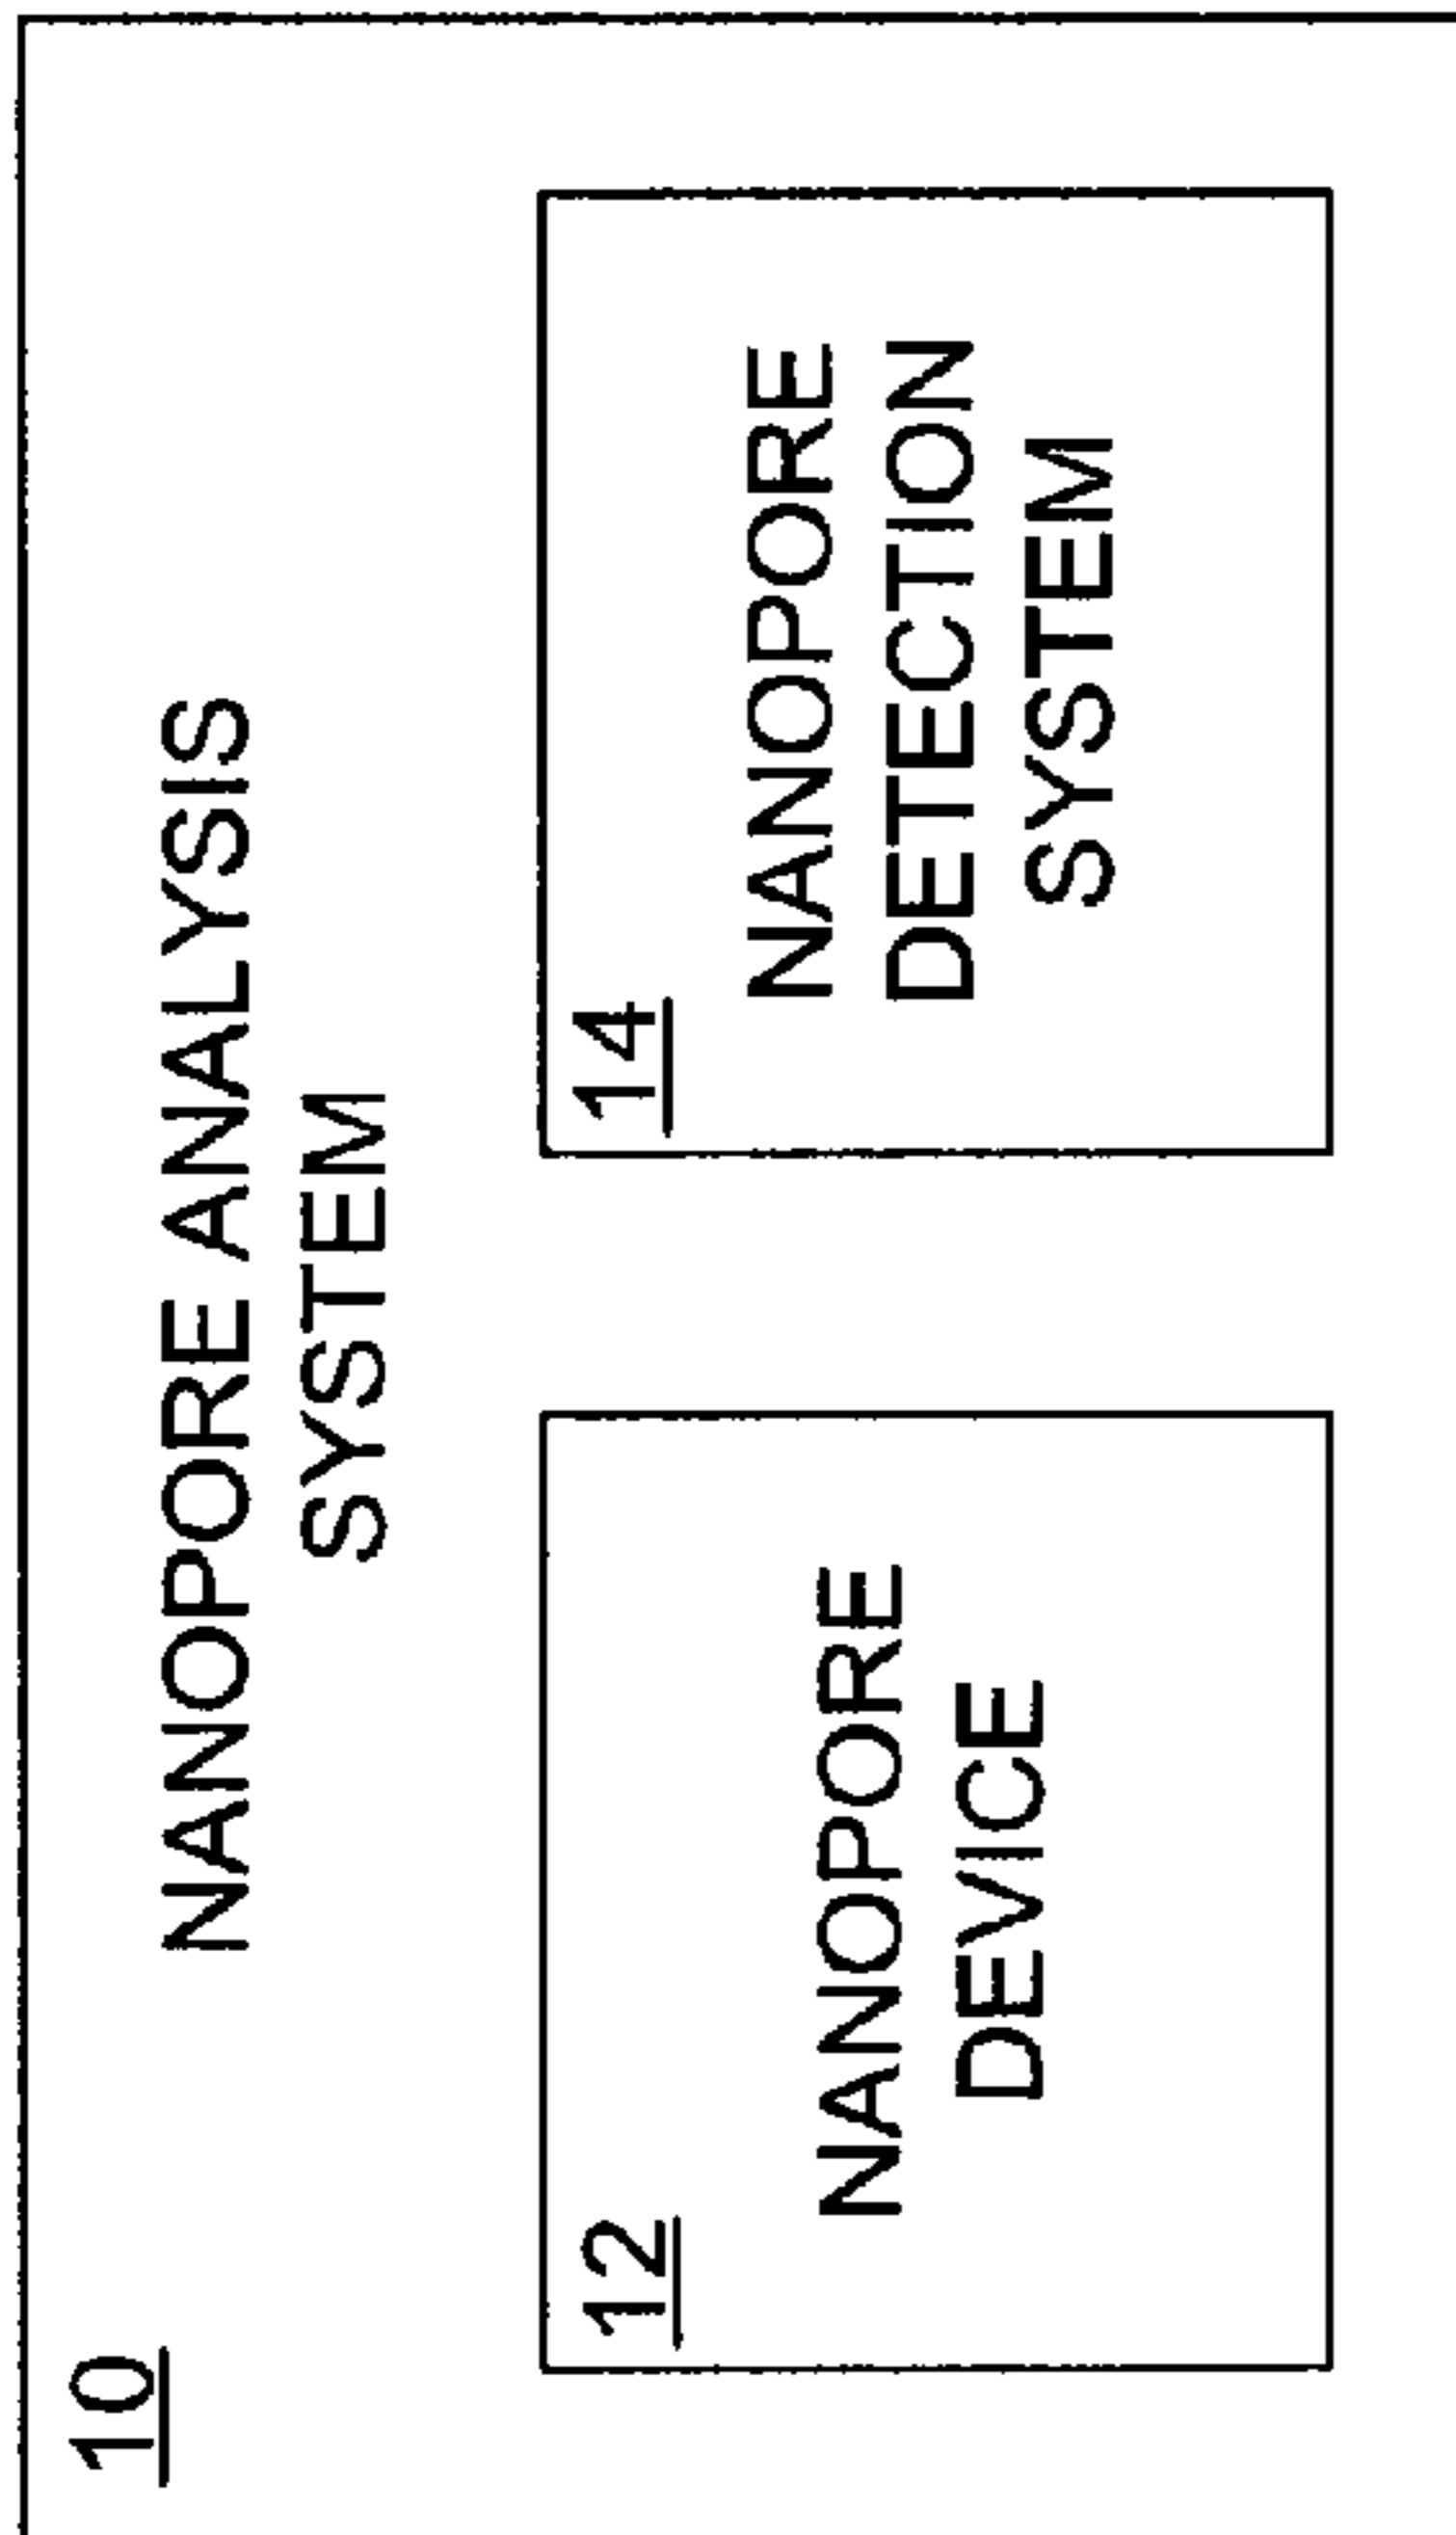 10
NANOPORE ANALYSIS
SYSTEM
12
NANOPORE
DEVICE
14
NANOPORE
DETECTION
SYSTEM